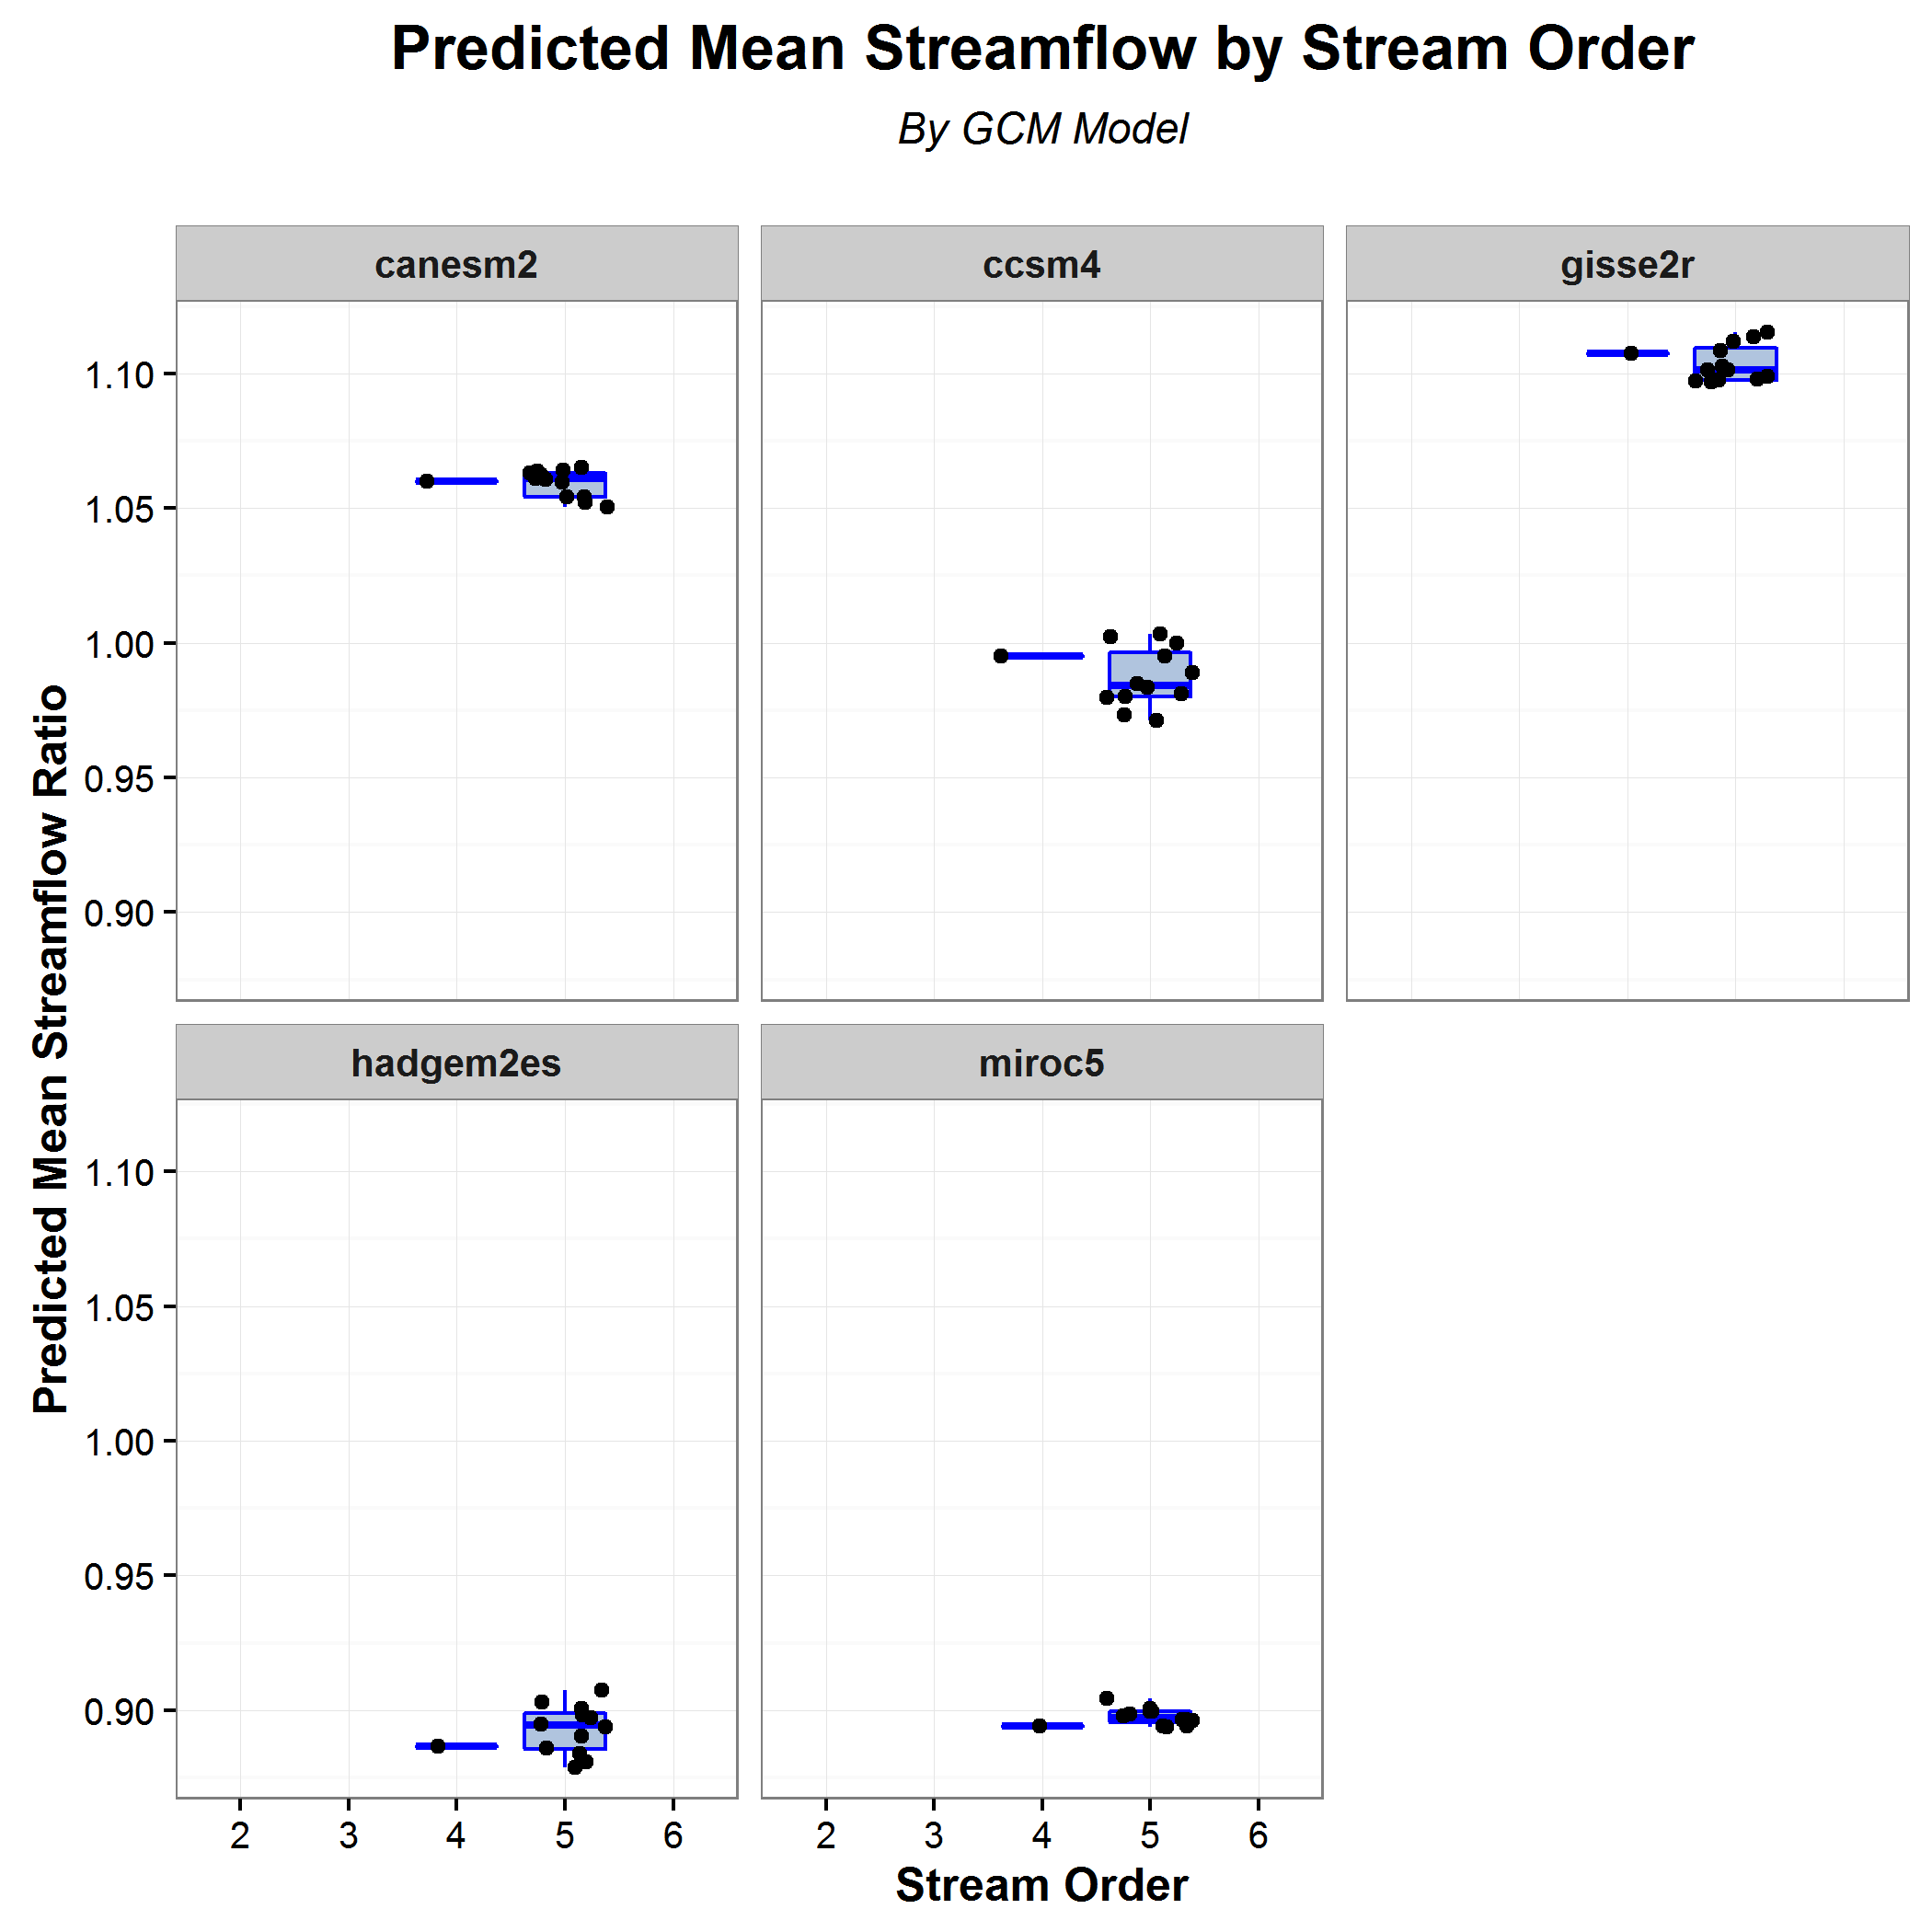 Predicted Mean Streamflow by Stream Order
By GCM Model
canesm2
ccsm4
gisse2r
1.10
1.05
1.00
0.95
0.90
Predicted Mean Streamflow Ratio
hadgem2es
miroc5
1.10
1.05
1.00
0.95
0.90
2 3 4 5 6
2 3 4 5 6
Stream Order